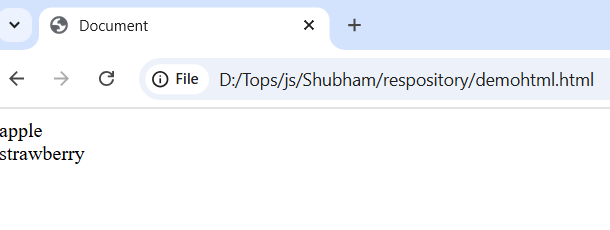 Document
File D:/Tops/js/Shubham/respository/demohtml.html
apple
strawberry